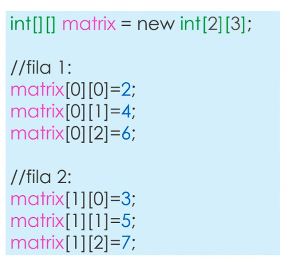 int[][] matrix = new int[2][3];
//fila 1:
matrix[0][0]=2;
matrix[0][1]=4;
matrix[0][2]=6;
//fila 2:
matrix[1][0]=3;
matrix[1][1]=5;
matrix[1][2]=7;